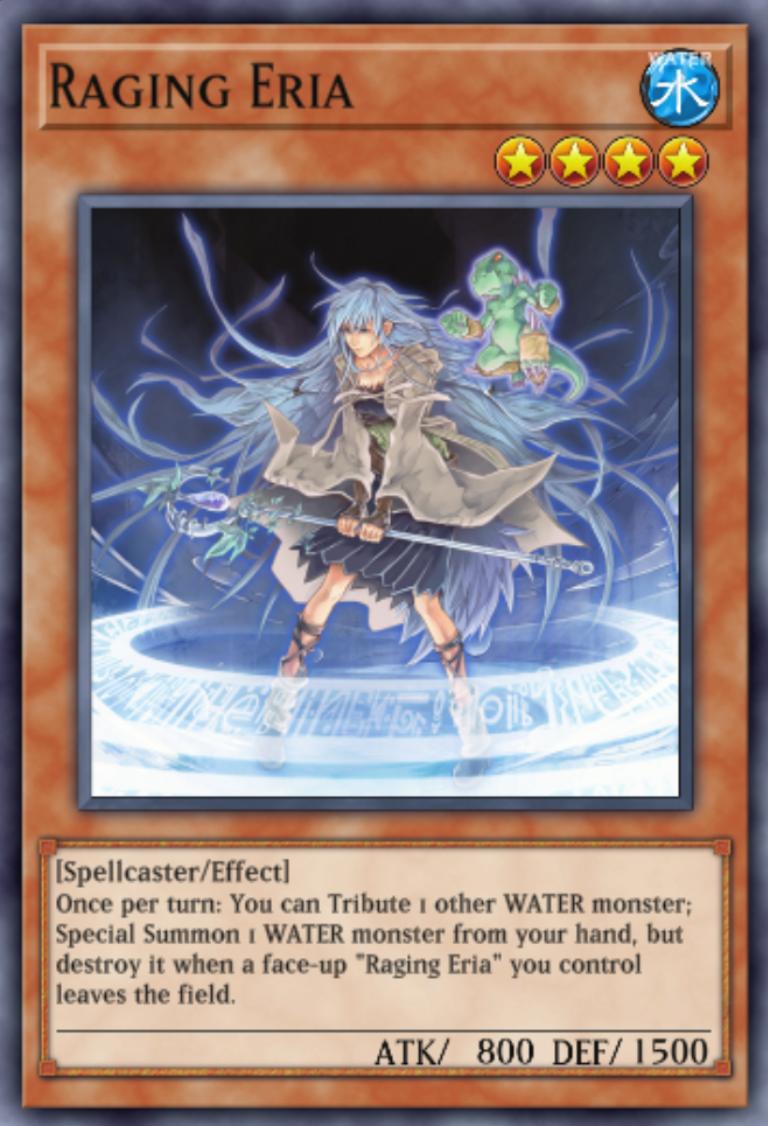 RAGING ERIA
WATER
水
[Spellcaster/Effect]
Once per turn: You can Tribute 1 other WATER monster;
Special Summon 1 WATER monster from your hand, but
destroy it when a face-up "Raging Eria" you control
leaves the field.
ATK/ 800 DEF/ 1500